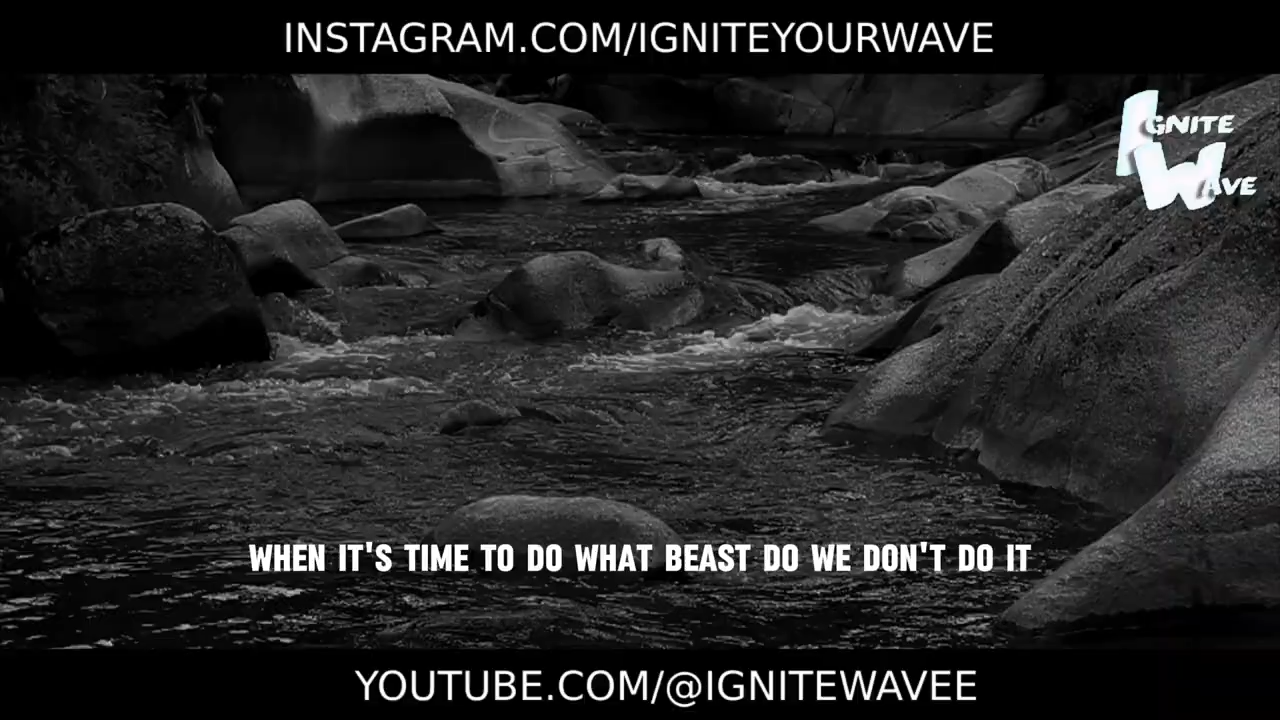 INSTAGRAM.COM/IGNITEYOURWAVE
IGNITE
WAVE
WHEN IT'S TIME TO DO WHAT BEAST DO WE DON'T DO IT
YOUTUBE.COM/@IGNITEWAVEE